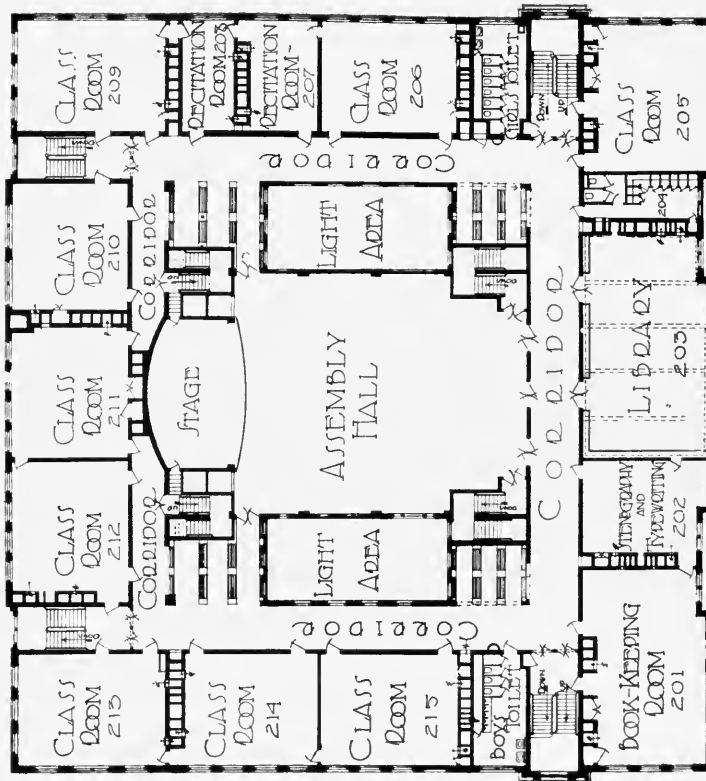 CLASS
ROOM
209
RECITATION
ROOM 208
RECITATION
ROOM-
207
CLASS
ROOM
206
GIRLS TOILET
DOWN
UP
CLASS
ROOM
205
CORRIDOR
204
CLASS
ROOM
210
CORRIDOR
LIGHT
AREA
CORRIDOR
LIBRARY
203
CLASS
ROOM
211
STAGE
ASSEMBLY
HALL
CLASS
ROOM
212
CORRIDOR
LIGHT
AREA
STENOGRAPHY
AND
TYPEWRITING
202
CORRIDOR
CLASS
ROOM
213
CLASS
ROOM
214
CLASS
ROOM
215
BOYS
TOILET
DOWN
UP
BOOK-KEEPING
ROOM
201